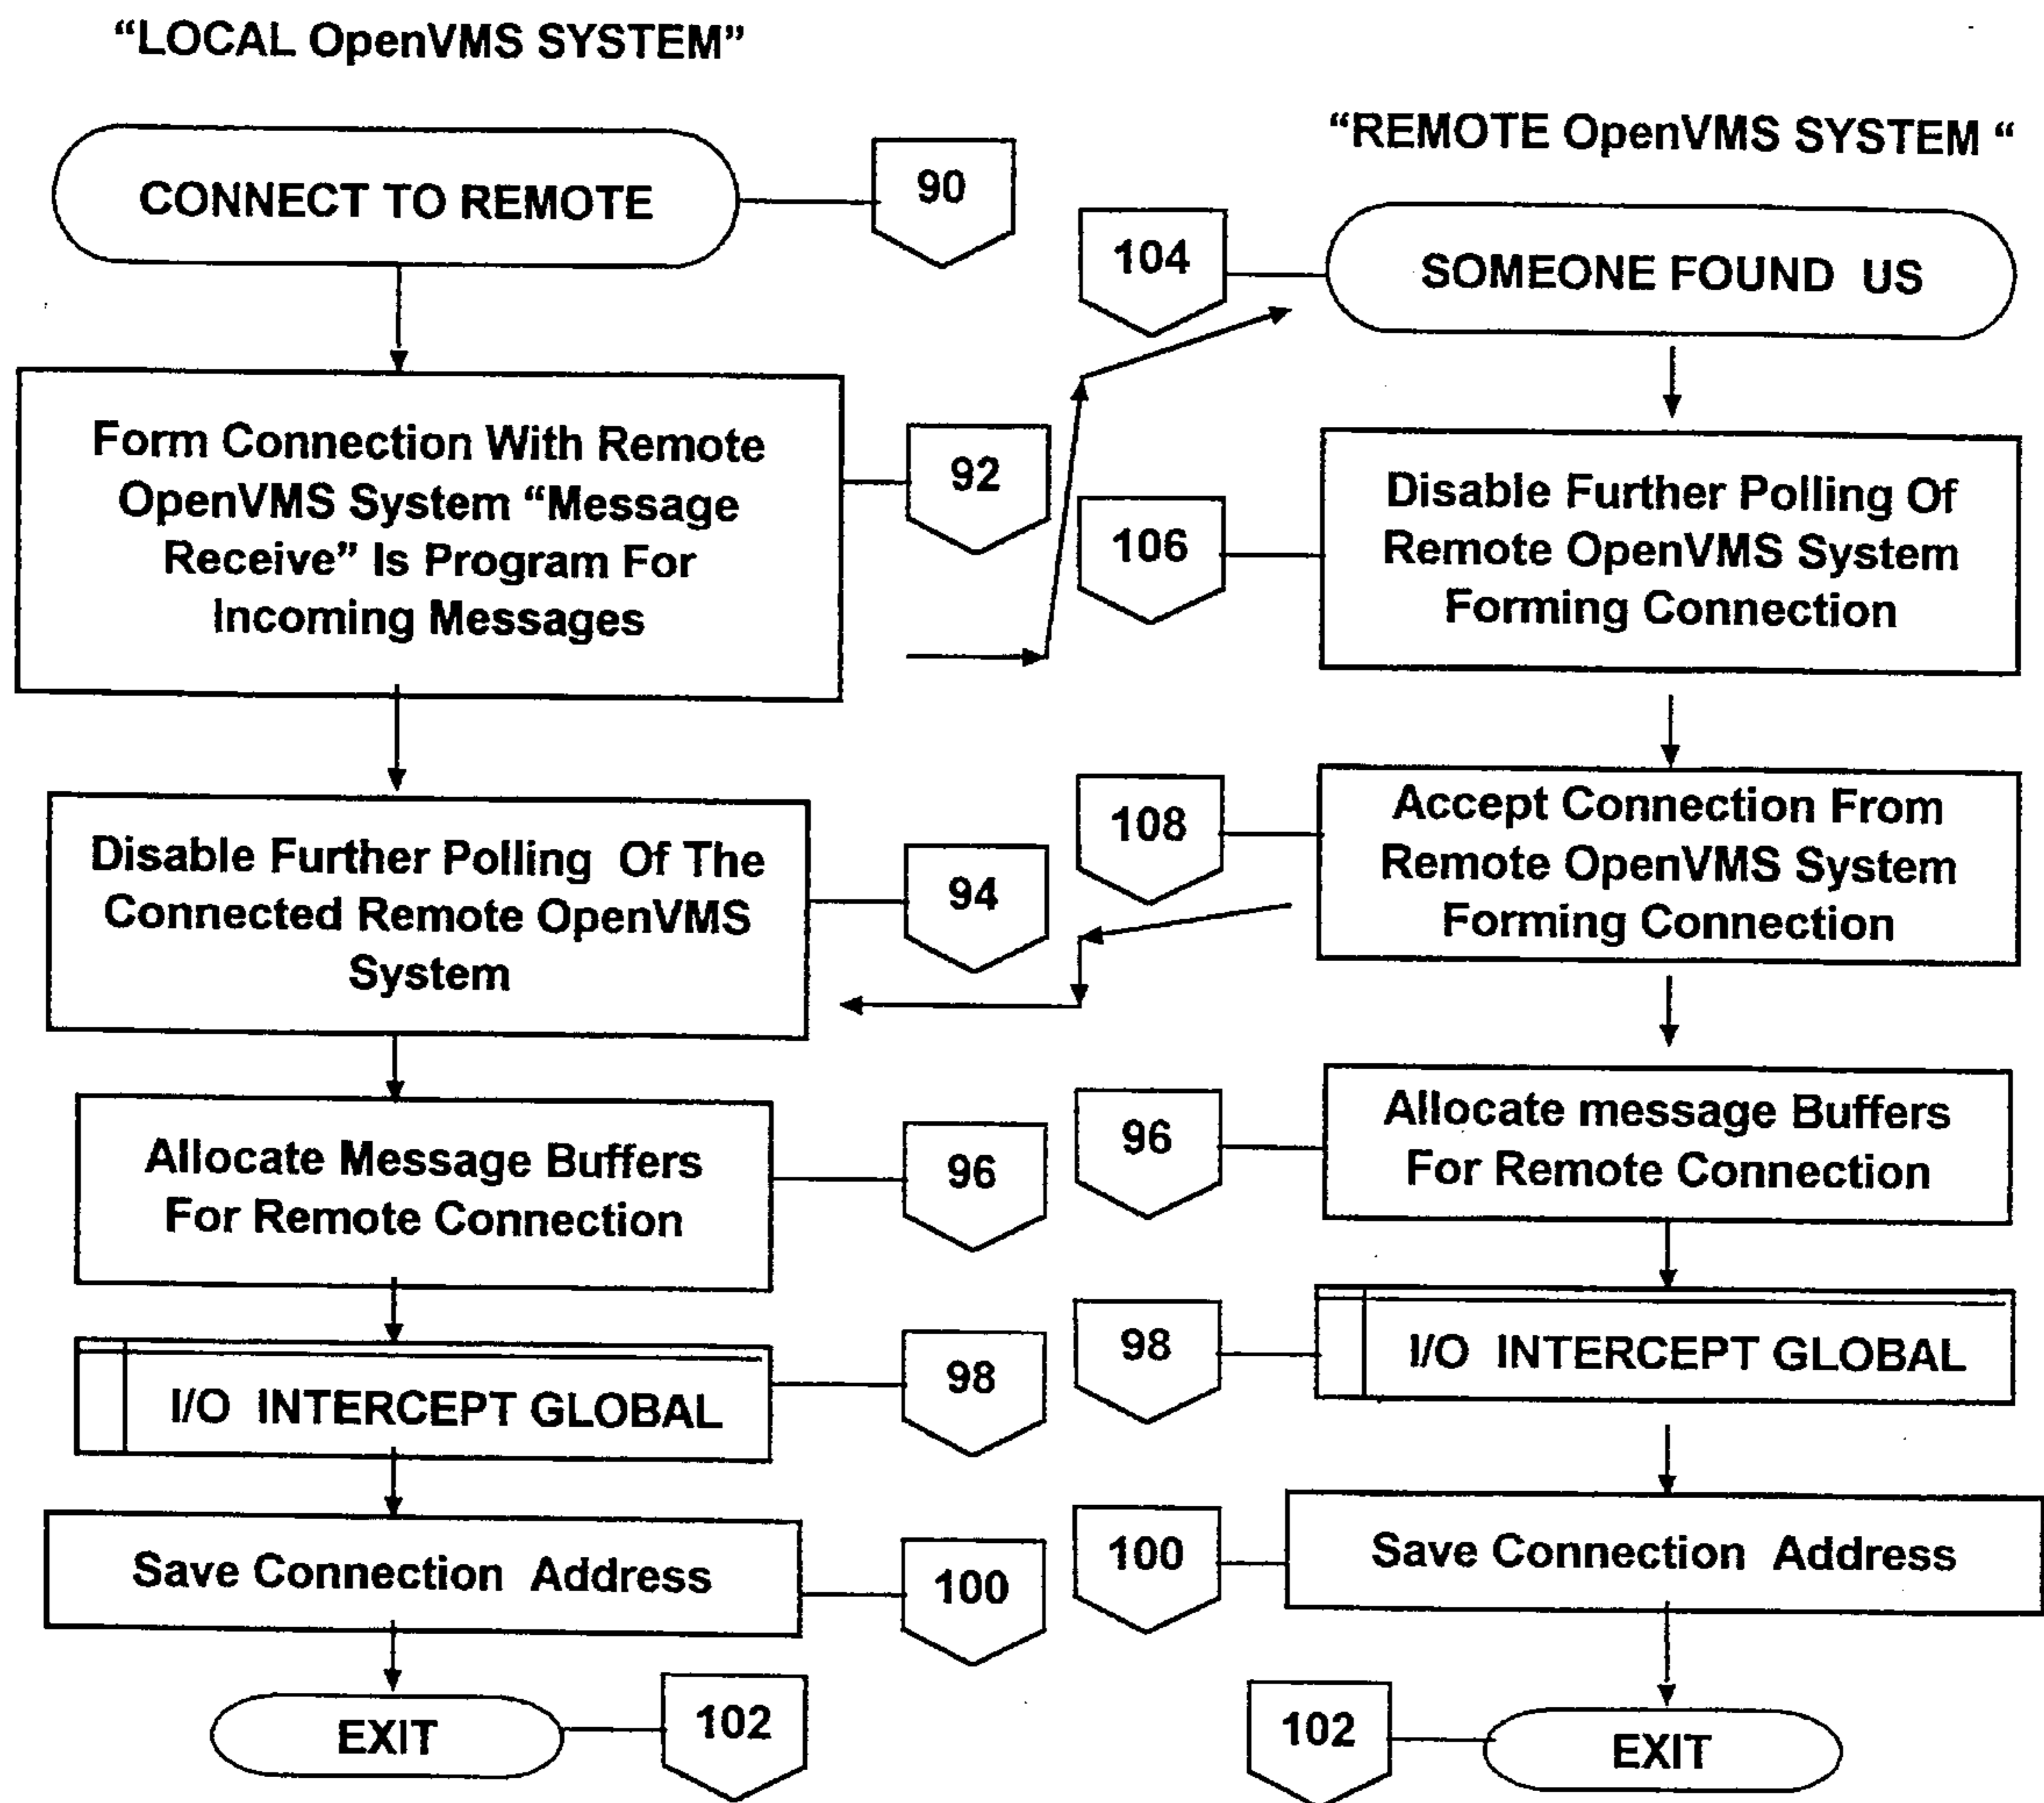 “LOCAL OpenVMS SYSTEM”
CONNECT TO REMOTE
90
Form Connection With Remote
OpenVMS System “Message
Receive” Is Program For
Incoming Messages
92
Disable Further Polling Of The
Connected Remote OpenVMS
System
94
Allocate Message Buffers
For Remote Connection
96
I/O INTERCEPT GLOBAL
98
Save Connection Address
100
EXIT
102
“REMOTE OpenVMS SYSTEM “
104
SOMEONE FOUND US
106
Disable Further Polling Of
Remote OpenVMS System
Forming Connection
108
Accept Connection From
Remote OpenVMS System
Forming Connection
96
Allocate message Buffers
For Remote Connection
98
I/O INTERCEPT GLOBAL
100
Save Connection Address
102
EXIT